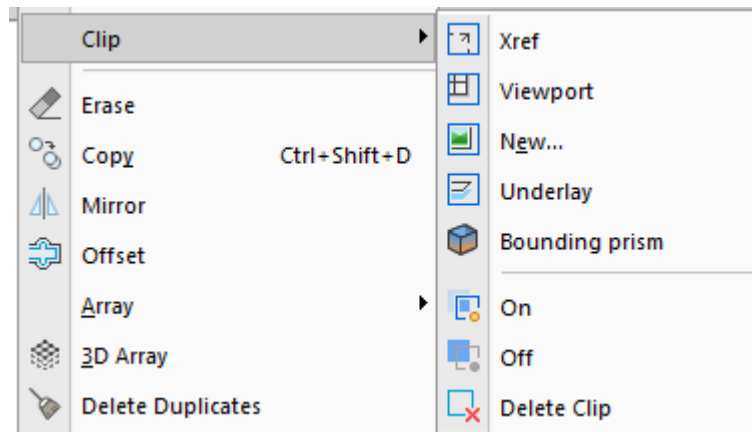 Clip
Erase
Copy Ctrl+Shift+D
Mirror
Offset
Array
3D Array
Delete Duplicates
Xref
Viewport
New...
Underlay
Bounding prism
On
Off
Delete Clip